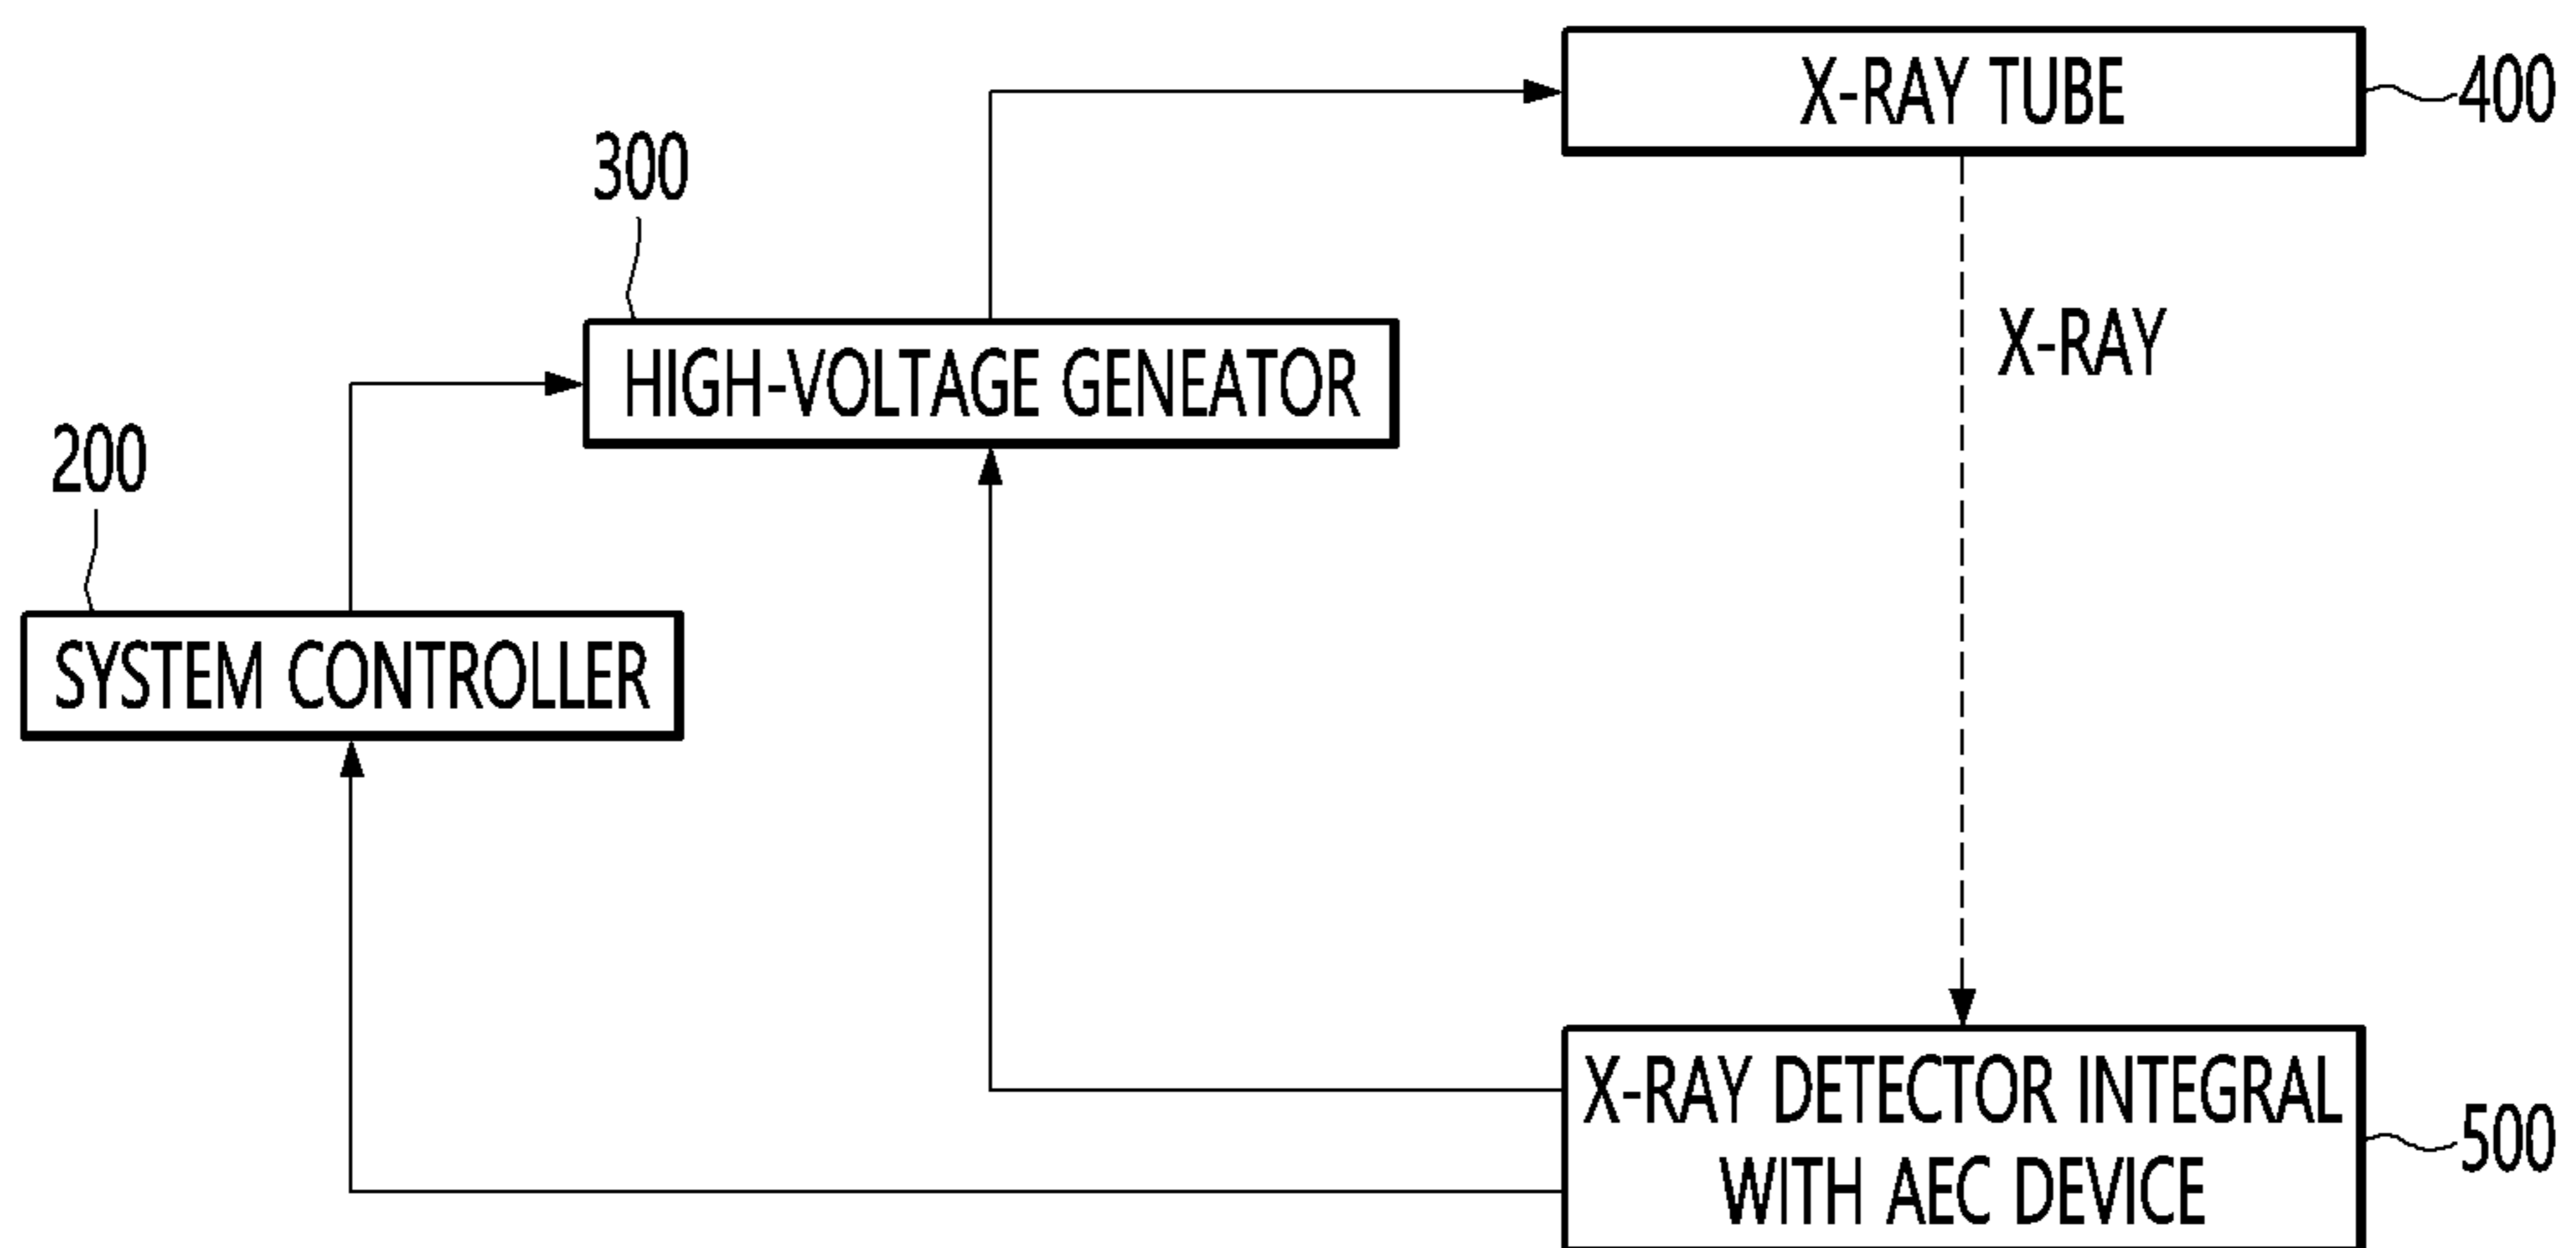 X-RAY TUBE
400
300
X-RAY
HIGH-VOLTAGE GENEATOR
200
SYSTEM CONTROLLER
X-RAY DETECTOR INTEGRAL
WITH AEC DEVICE
500